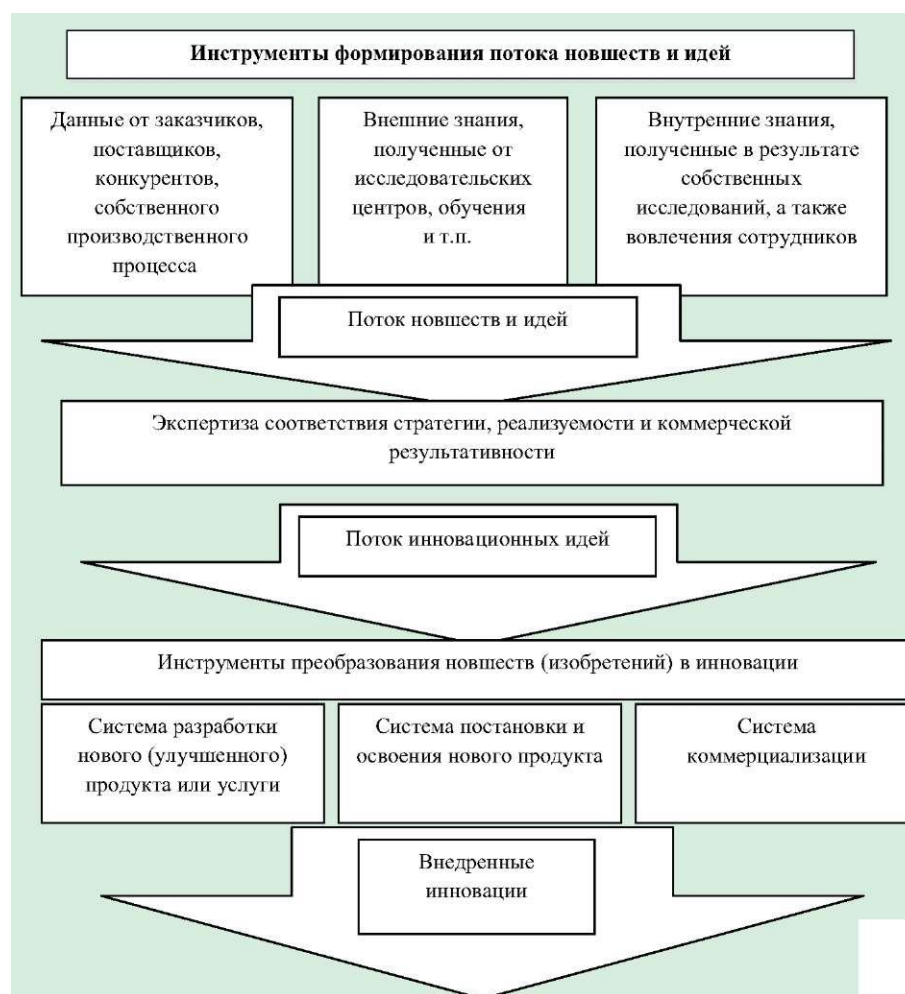 Инструменты формирования потока новшеств и идей
Данные от заказчиков,
поставщиков,
конкурентов,
собственного
производственного
процесса
Внешние знания,
полученные от
исследовательских
центров, обучения
и т.п.
Внутренние знания,
полученные в результате
собственных
исследований, а также
вовлечения сотрудников
Поток новшеств и идей
Экспертиза соответствия стратегии, реализуемости и коммерческой
результативности
Поток инновационных идей
Инструменты преобразования новшеств (изобретений) в инновации
Система разработки
нового (улучшенного)
продукта или услуги
Система постановки и
освоения нового продукта
Система
коммерциализации
Внедренные
инновации